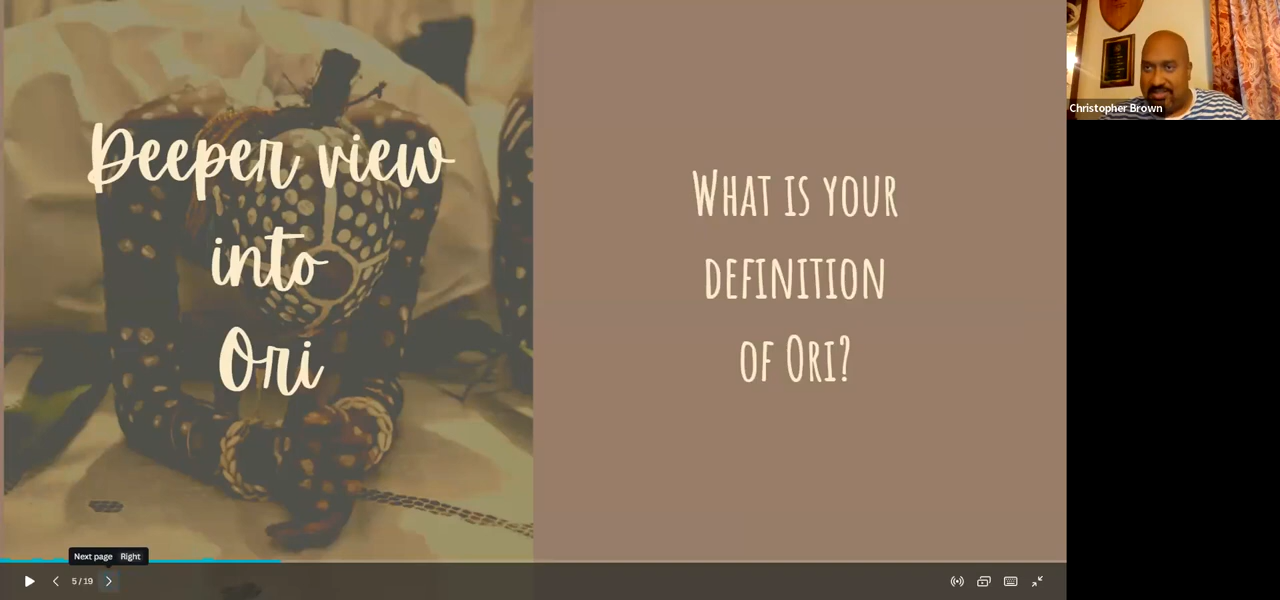 Deeper view
into
Ori
What is your
definition
of Ori?
Christopher Brown
Next page Right
5 / 19